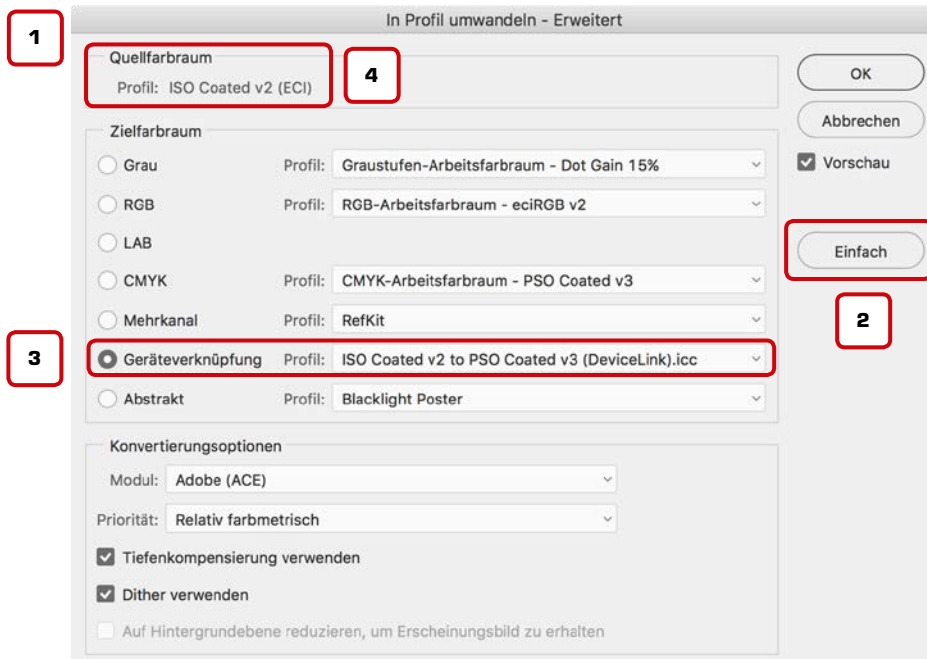 In Profil umwandeln - Erweitert
1
Quellfarbraum
Profil: ISO Coated v2 (ECI)
4
OK
Abbrechen
Vorschau
Zielfarbraum
Grau Profil: Graustufen-Arbeitsfarbraum - Dot Gain 15%
RGB Profil: RGB-Arbeitsfarbraum - eciRGB v2
LAB
Einfach
CMYK Profil: CMYK-Arbeitsfarbraum - PSO Coated v3
Mehrkanal Profil: RefKit
2
3
Geräteverknüpfung Profil: ISO Coated v2 to PSO Coated v3 (DeviceLink).icc
Abstrakt Profil: Blacklight Poster
Konvertierungsoptionen
Modul: Adobe (ACE)
Priorität: Relativ farbmetrisch
Tiefenkompensierung verwenden
Dither verwenden
Auf Hintergrundebene reduzieren, um Erscheinungsbild zu erhalten